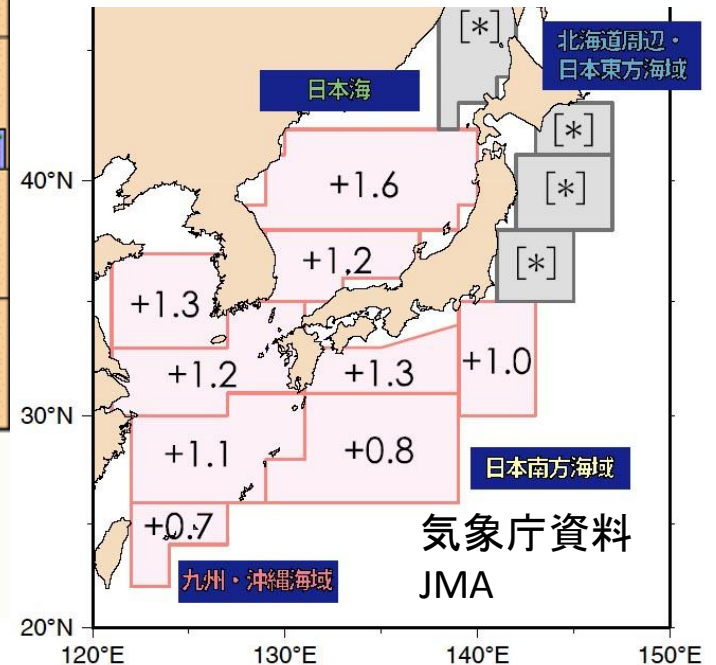 [*]
北海道周辺・
日本東方海域
日本海
[*]
40°N
+1.6
[*]
+1.2
[*]
+1.3
+1.2
+1.3
+1.0
30°N
+1.1
+0.8
日本南方海域
+0.7
気象庁資料
九州・沖縄海域
JMA
20°N
120°E
130°E
140°E
150°E